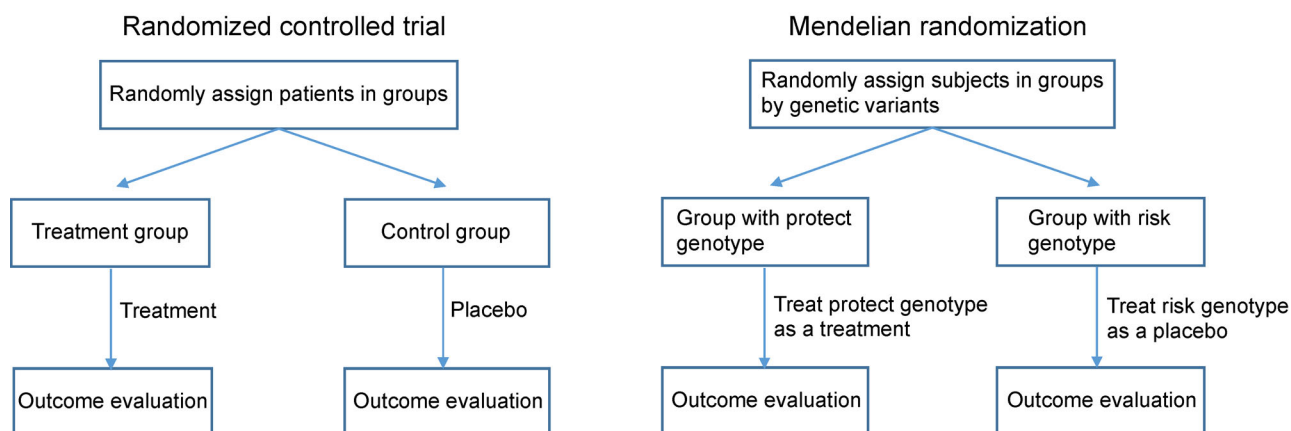 Randomized controlled trial
Randomly assign patients in groups
Treatment group
Control group
Treatment
Placebo
Outcome evaluation
Outcome evaluation
Mendelian randomization
Randomly assign subjects in groups
by genetic variants
Group with protect
genotype
Group with risk
genotype
Treat protect genotype
as a treatment
Treat risk genotype
as a placebo
Outcome evaluation
Outcome evaluation